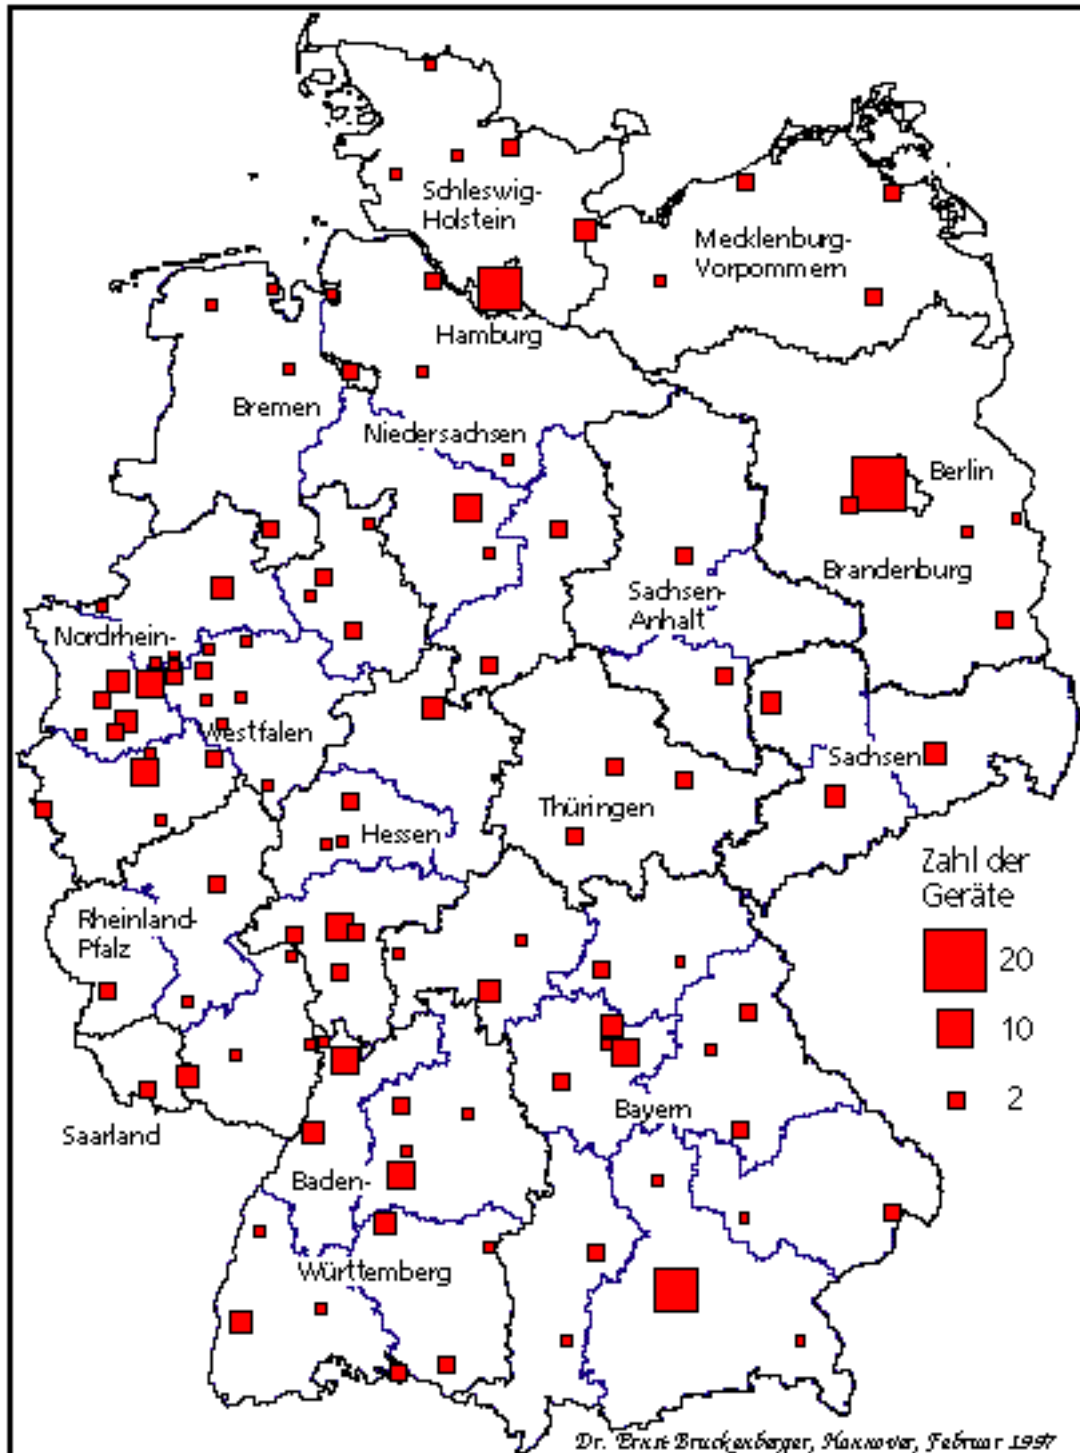 Schleswig-
Holstein
Mecklenburg-
Vorpommern
Hamburg
Bremen
Niedersachsen
Berlin
Brandenburg
Sachsen-
Anhalt
Nordrhein-
Westfalen
Sachsen
Thüringen
Hessen
Zahl der
Geräte
20
10
2
Rheinland-
Pfalz
Saarland
Bayern
Baden-
Württemberg
Dr. Ernst Bruckenberger, Hannover, Februar 1997